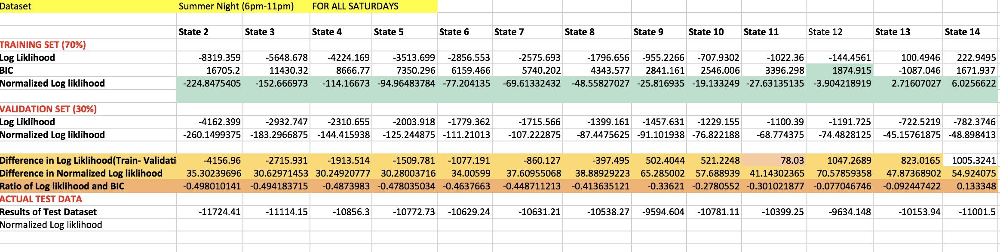 Dataset Summer Night (6pm-11pm) FOR ALL SATURDAYS
State 2 State 3 State 4 State 5 State 6 State 7 State 8 State 9 State 10 State 11 State 12 State 13 State 14
TRAINING SET (70%)
Log Liklihood -8319.359 -5648.678 -4224.169 -3513.699 -2856.553 -2575.693 -1796.656 -955.2266 -707.9302 -1022.36 -144.4561 100.4946 222.9495
BIC 16705.2 11430.32 8666.77 7350.296 6159.466 5740.202 4343.577 2841.161 2546.006 3396.298 1874.915 -1087.046 1671.937
Normalized Log liklihood -224.8475405 -152.666973 -114.16673 -94.96483784 -77.204135 -69.61332432 -48.55827027 -25.816935 -19.133249 -27.63135135 -3.904218919 2.71607027 6.0256622
VALIDATION SET (30%)
Log Liklihood -4162.399 -2932.747 -2310.655 -2003.918 -1779.362 -1715.566 -1399.161 -1457.631 -1229.155 -1100.39 -1191.725 -722.5219 -782.3746
Normalized Log liklihood -260.1499375 -183.2966875 -144.415938 -125.244875 -111.21013 -107.222875 -87.4475625 -91.101938 -76.822188 -68.774375 -74.4828125 -45.15761875 -48.898413
Difference in Log Liklihood(Train- Validati -4156.96 -2715.931 -1913.514 -1509.781 -1077.191 -860.127 -397.495 502.4044 521.2248 78.03 1047.2689 823.0165 1005.3241
Difference in Normalized Log liklihood 35.30239696 30.62971453 30.24920777 30.28003716 34.00599 37.60955068 38.88929223 65.285002 57.688939 41.14302365 70.57859358 47.87368902 54.924075
Ratio of Log liklihood and BIC -0.498010141 -0.494183715 -0.4873983 -0.478035034 -0.4637663 -0.448711213 -0.413635121 -0.33621 -0.2780552 -0.301021877 -0.077046746 -0.092447422 0.133348
ACTUAL TEST DATA
Results of Test Dataset -11724.41 -11114.15 -10856.3 -10772.73 -10629.24 -10631.21 -10538.27 -9594.604 -10781.11 -10399.25 -9634.148 -10153.94 -11001.5
Normalized Log liklihood